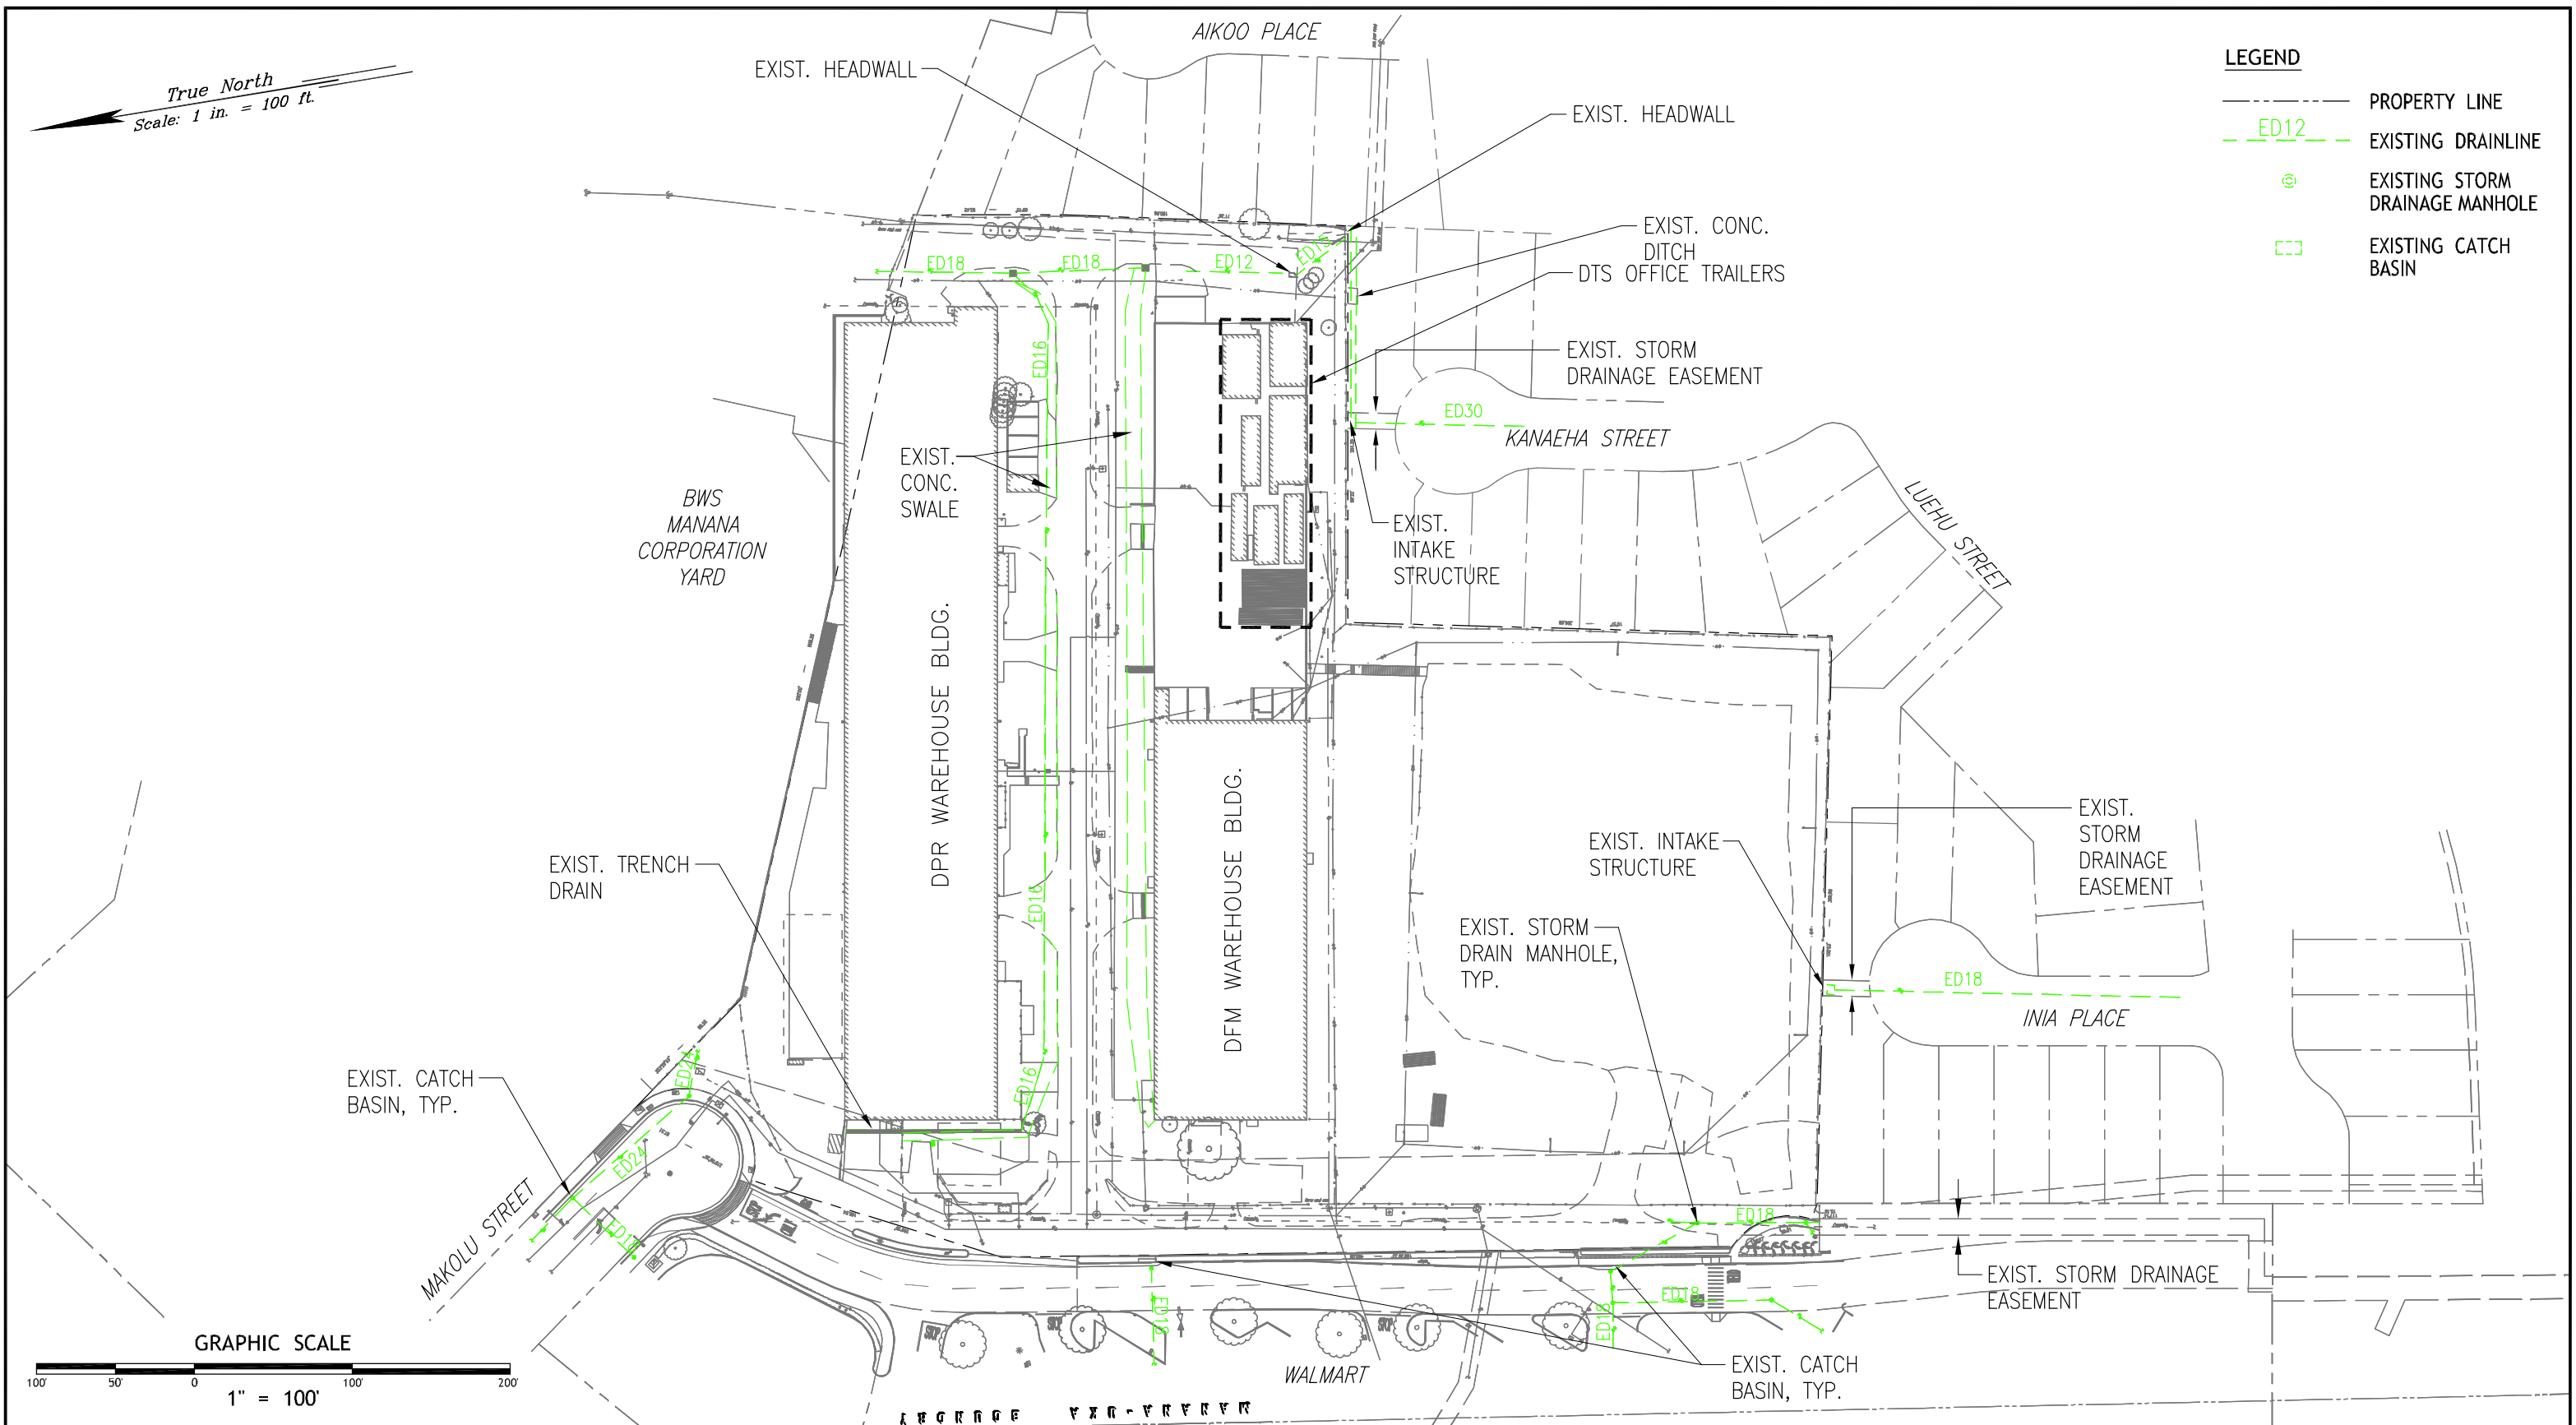 AIKOO PLACE
True North
Scale: 1 in. = 100 ft.
EXIST. HEADWALL
EXIST. HEADWALL
LEGEND
PROPERTY LINE
ED12
EXISTING DRAINLINE
EXISTING STORM
DRAINAGE MANHOLE
EXISTING CATCH
BASIN
EXIST. CONC.
DITCH
DTS OFFICE TRAILERS
ED18
ED18
ED12
ED15
ED16
EXIST. STORM
DRAINAGE EASEMENT
ED30
KANAEHA STREET
EXIST.
CONC.
SWALE
BWS
MANANA
CORPORATION
YARD
EXIST.
INTAKE
STRUCTURE
LUEHU STREET
DPR WAREHOUSE BLDG.
DFM WAREHOUSE BLDG.
EXIST. TRENCH
DRAIN
ED16
EXIST. INTAKE
STRUCTURE
EXIST.
STORM
DRAINAGE
EASEMENT
EXIST. STORM
DRAIN MANHOLE,
TYP.
ED18
INIA PLACE
EXIST. CATCH
BASIN, TYP.
ED24
ED16
ED24
ED18
MAKOLU STREET
ED18
EXIST. STORM DRAINAGE
EASEMENT
ED18
ED18
ED18
STOP
STOP
STOP
EXIST. CATCH
BASIN, TYP.
WALMART
GRAPHIC SCALE
100' 50' 0 100' 200'
1" = 100'